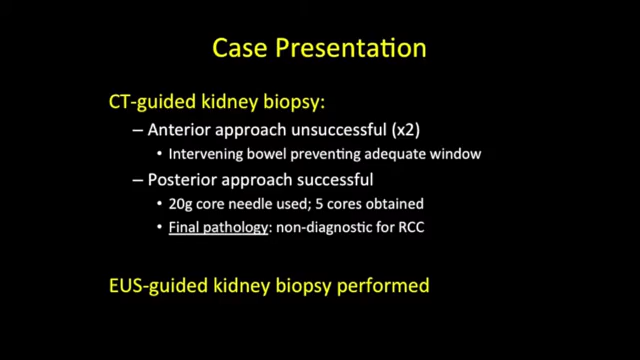 Case Presentation
CT-guided kidney biopsy:
– Anterior approach unsuccessful (x2)
• Intervening bowel preventing adequate window
– Posterior approach successful
• 20g core needle used; 5 cores obtained
• Final pathology: non-diagnostic for RCC
EUS-guided kidney biopsy performed